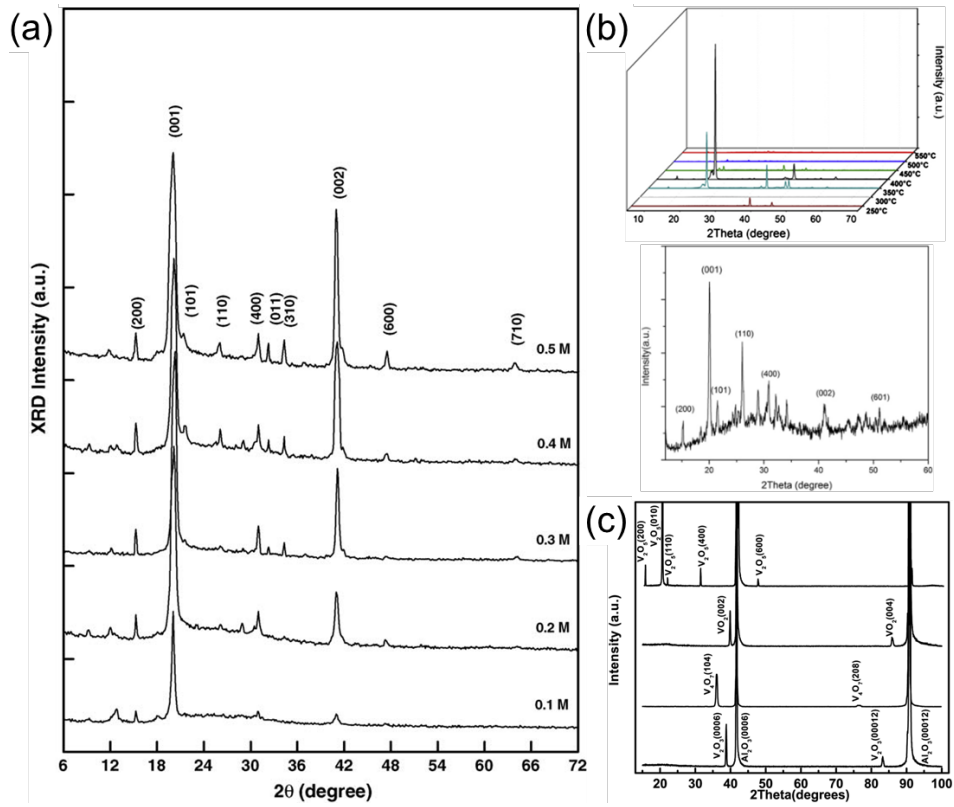 (a)
XRD Intensity (a.u.)
(200)
(001)
(101)
(110)
(400)
(011)
(310)
(002)
(600)
(710)
0.5 M
0.4 M
0.3 M
0.2 M
0.1 M
6 12 18 24 30 36 42 48 54 60 66 72
2θ (degree)
(b)
Intensity (a.u.)
550°C
500°C
450°C
400°C
350°C
300°C
250°C
10 20 30 40 50 60 70
2Theta (degree)
Intensity(a.u.)
(001)
(110)
(200)
(101)
(400)
(002)
(601)
20 30 40 50 60
2Theta (degree)
(c)
Intensity (a.u.)
V₂O₅(200)
V₂O₅(010)
V₂O₅(110)
V₂O₅(400)
V₂O₅(600)
VO₂(002)
VO₂(004)
V₄O₇(104)
V₄O₇(208)
V₂O₃(0006)
Al₂O₃(0006)
V₂O₃(00012)
Al₂O₃(00012)
20 30 40 50 60 70 80 90 100
2Theta(degrees)